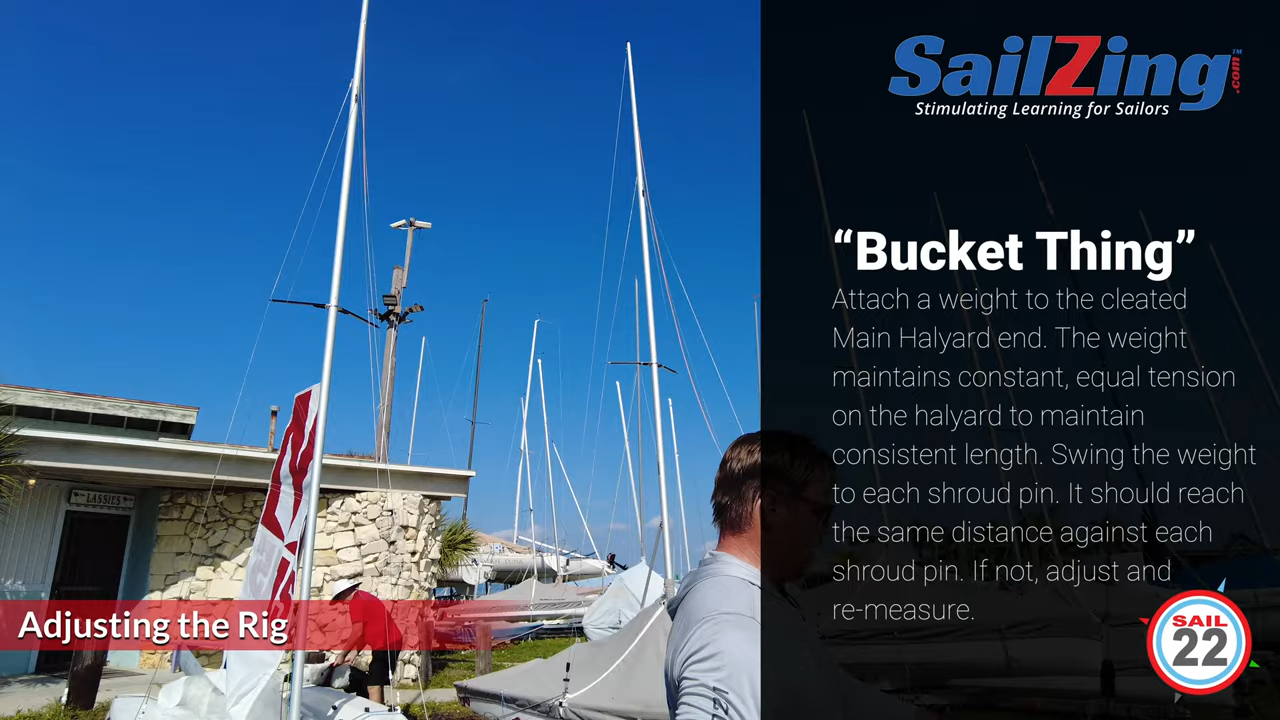 SailZing.com™
Stimulating Learning for Sailors
“Bucket Thing”
Attach a weight to the cleated
Main Halyard end. The weight
maintains constant, equal tension
on the halyard to maintain
consistent length. Swing the weight
to each shroud pin. It should reach
the same distance against each
shroud pin. If not, adjust and
re-measure.
LASSIES
Adjusting the Rig
SAIL
22